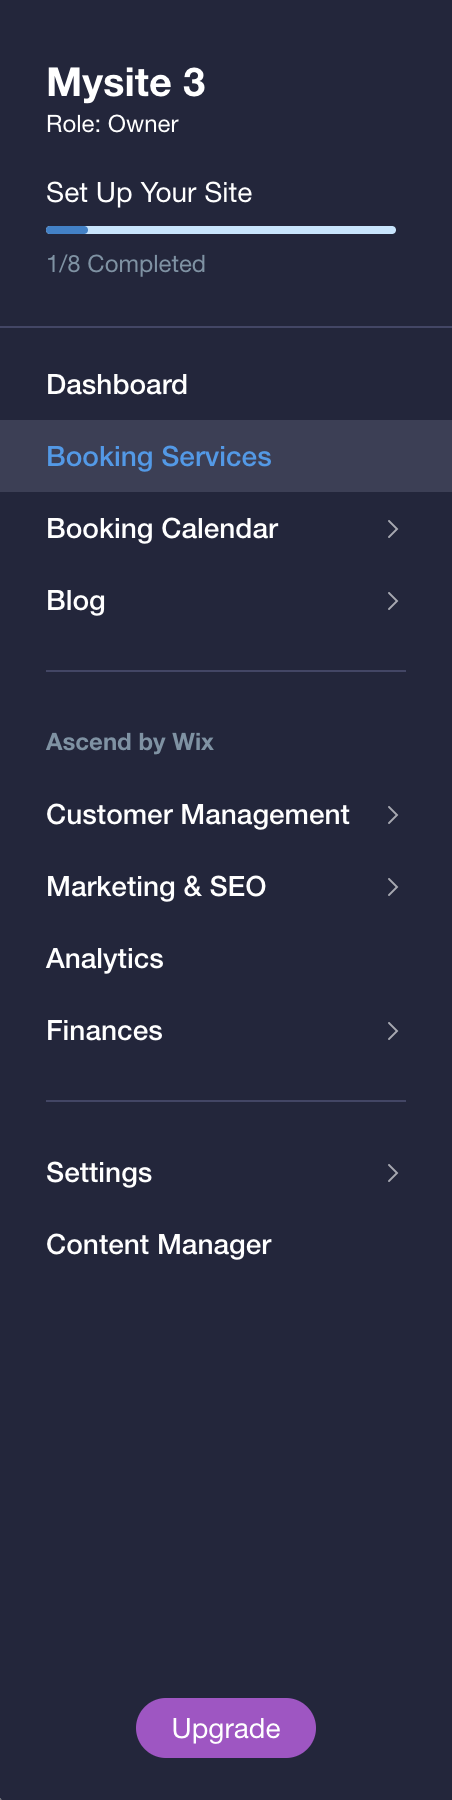 Mysite 3
Role: Owner
Set Up Your Site
1/8 Completed
Dashboard
Booking Services
Booking Calendar
Blog
Ascend by Wix
Customer Management
Marketing & SEO
Analytics
Finances
Settings
Content Manager
Upgrade